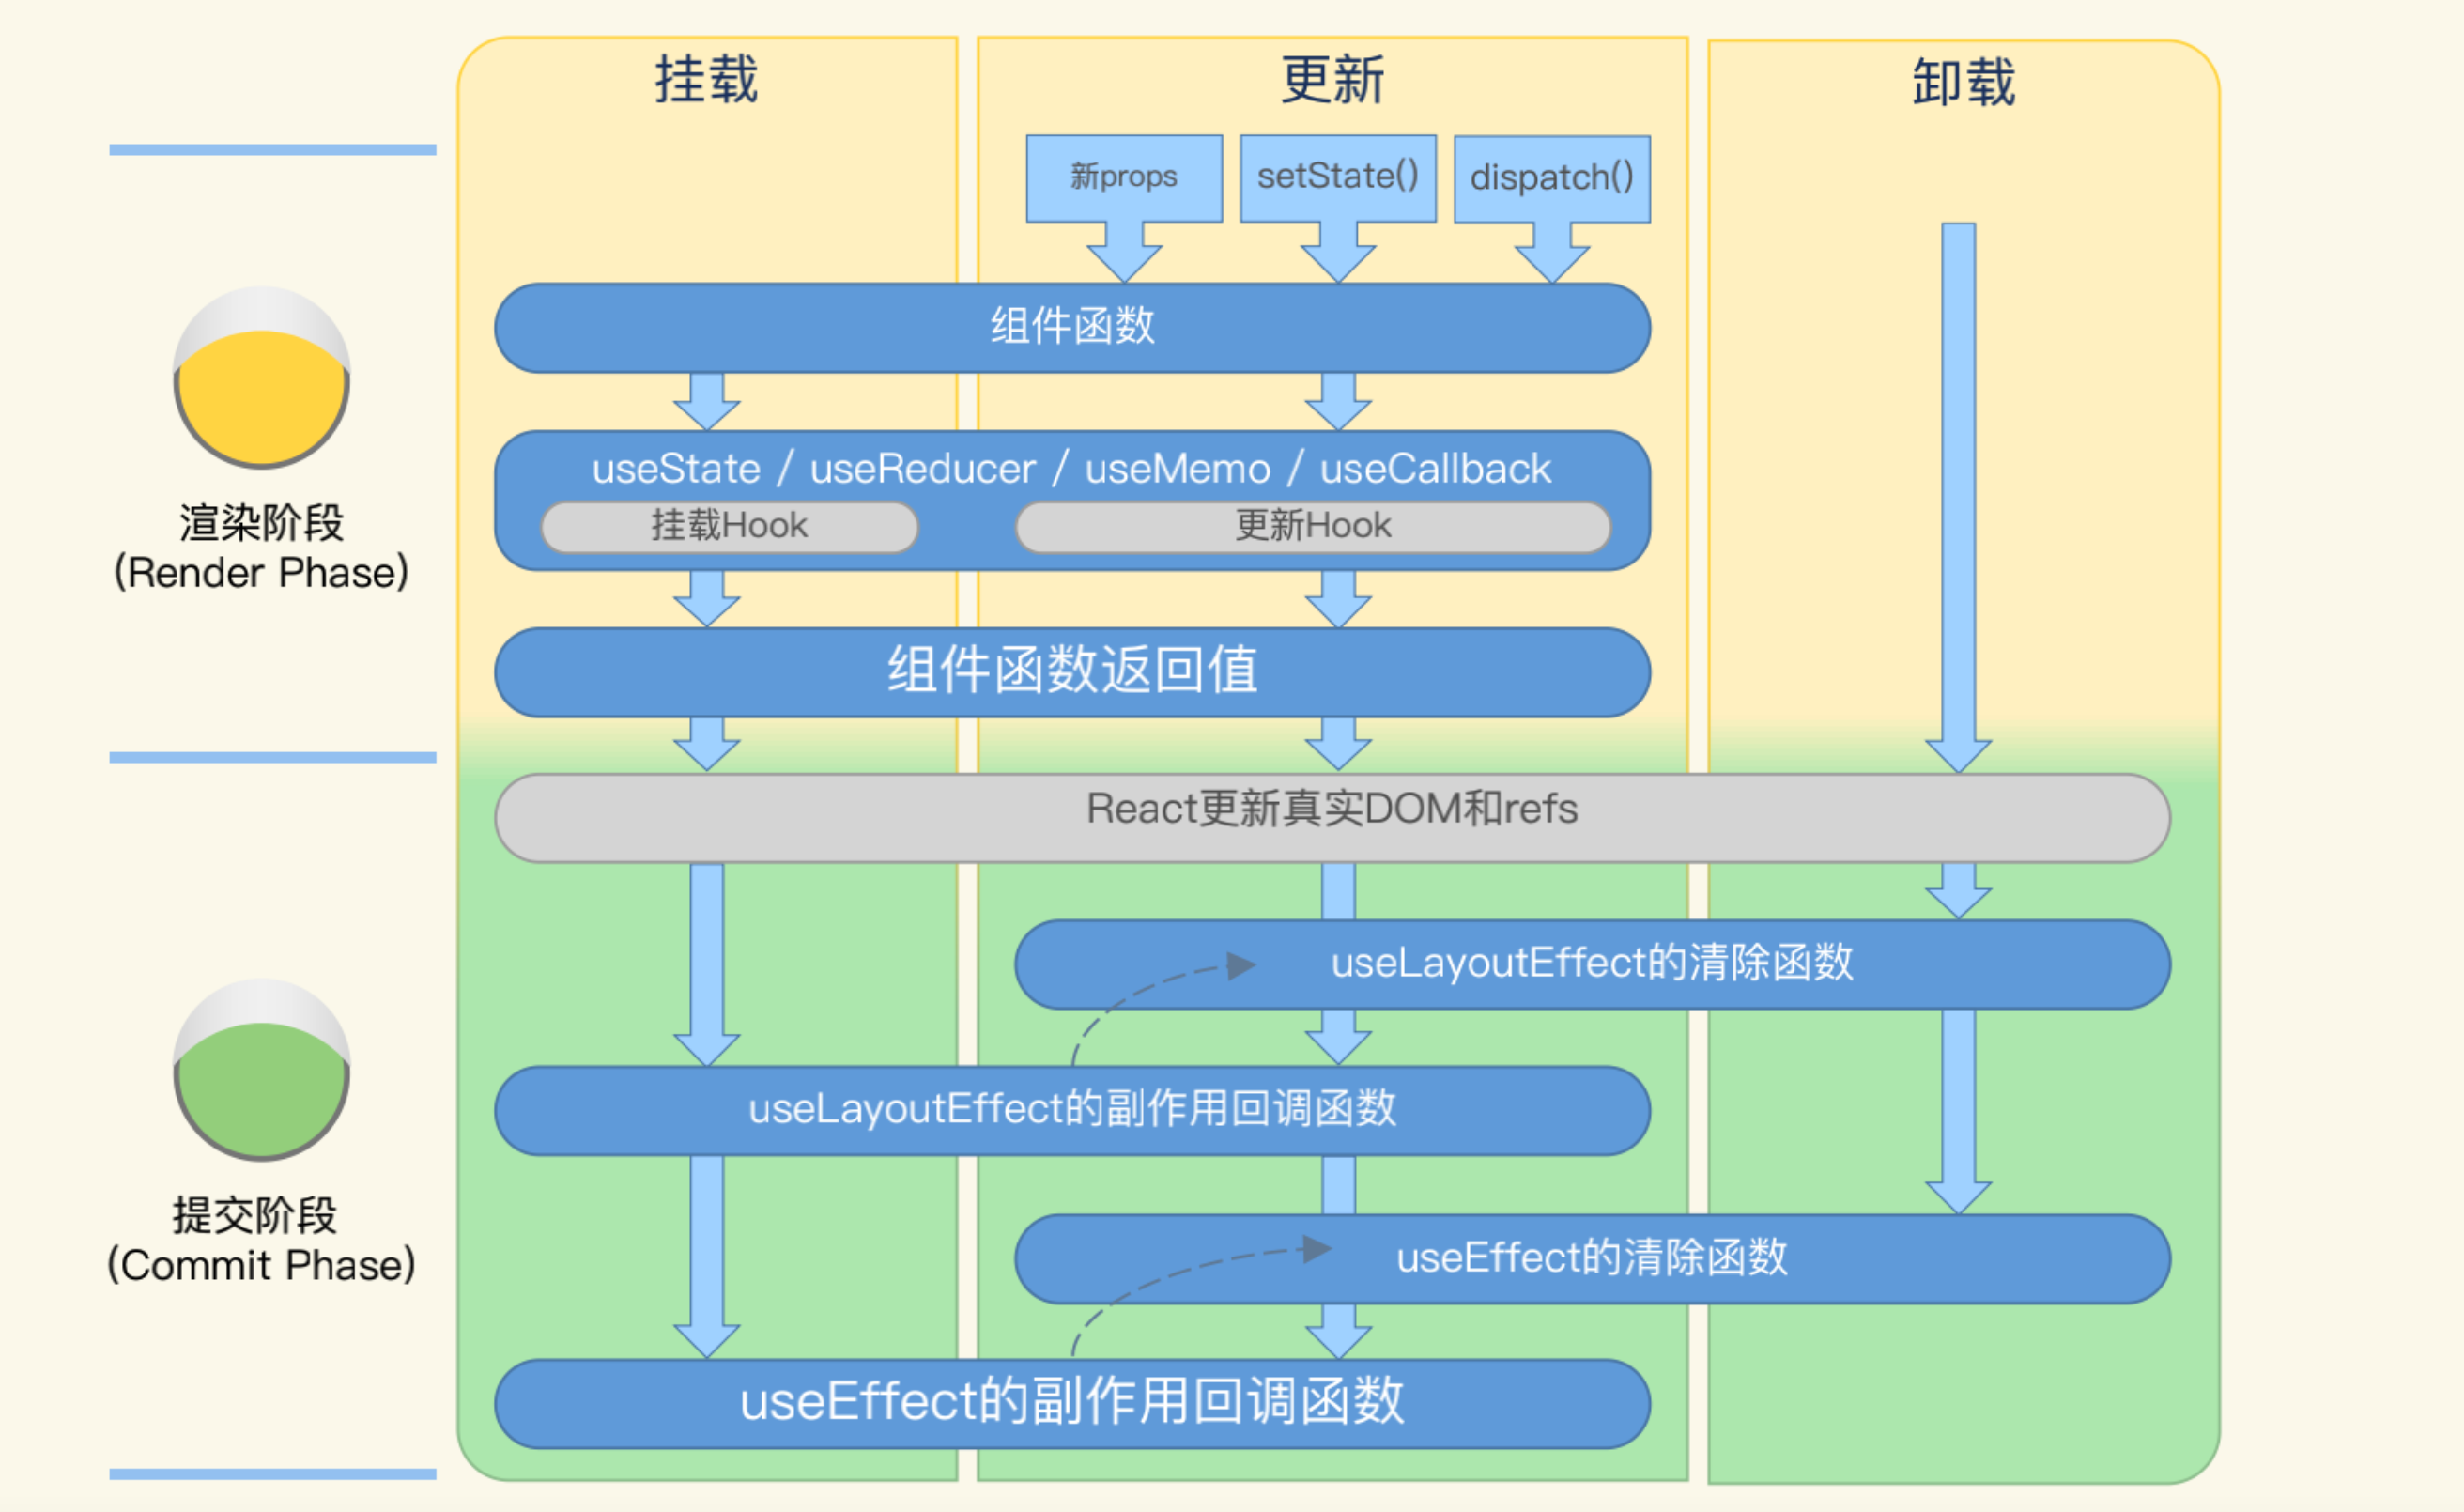 挂载
更新
卸载
新props
setState()
dispatch()
组件函数
useState / useReducer / useMemo / useCallback
挂载Hook
更新Hook
渲染阶段
(Render Phase)
组件函数返回值
React更新真实DOM和refs
useLayoutEffect的清除函数
useLayoutEffect的副作用回调函数
提交阶段
(Commit Phase)
useEffect的清除函数
useEffect的副作用回调函数